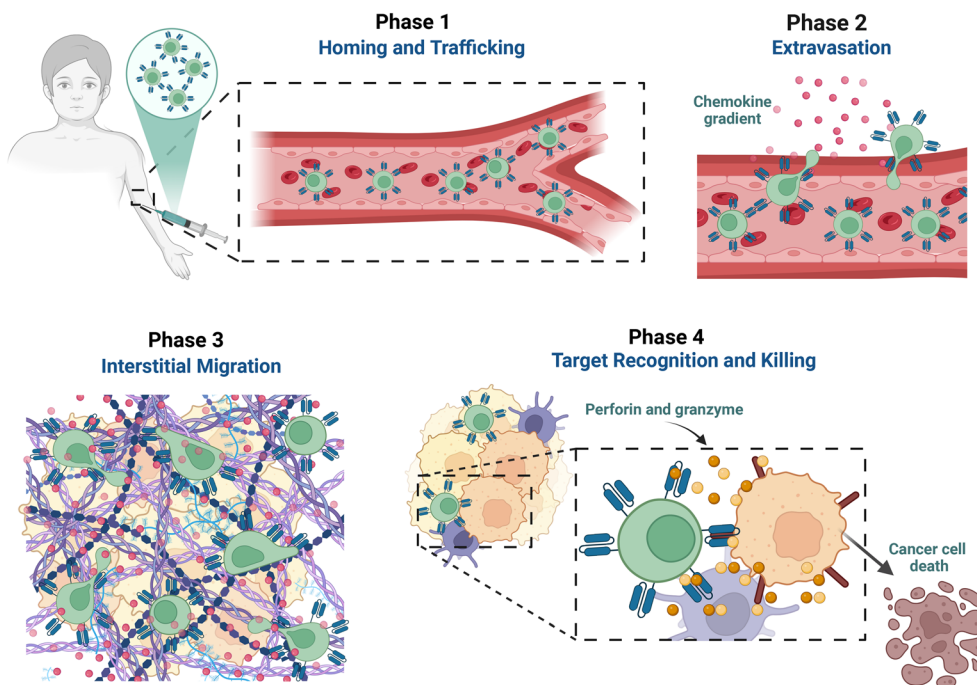 Phase 1
Homing and Trafficking
Phase 2
Extravasation
Chemokine
gradient
Phase 3
Interstitial Migration
Phase 4
Target Recognition and Killing
Perforin and granzyme
Cancer cell
death